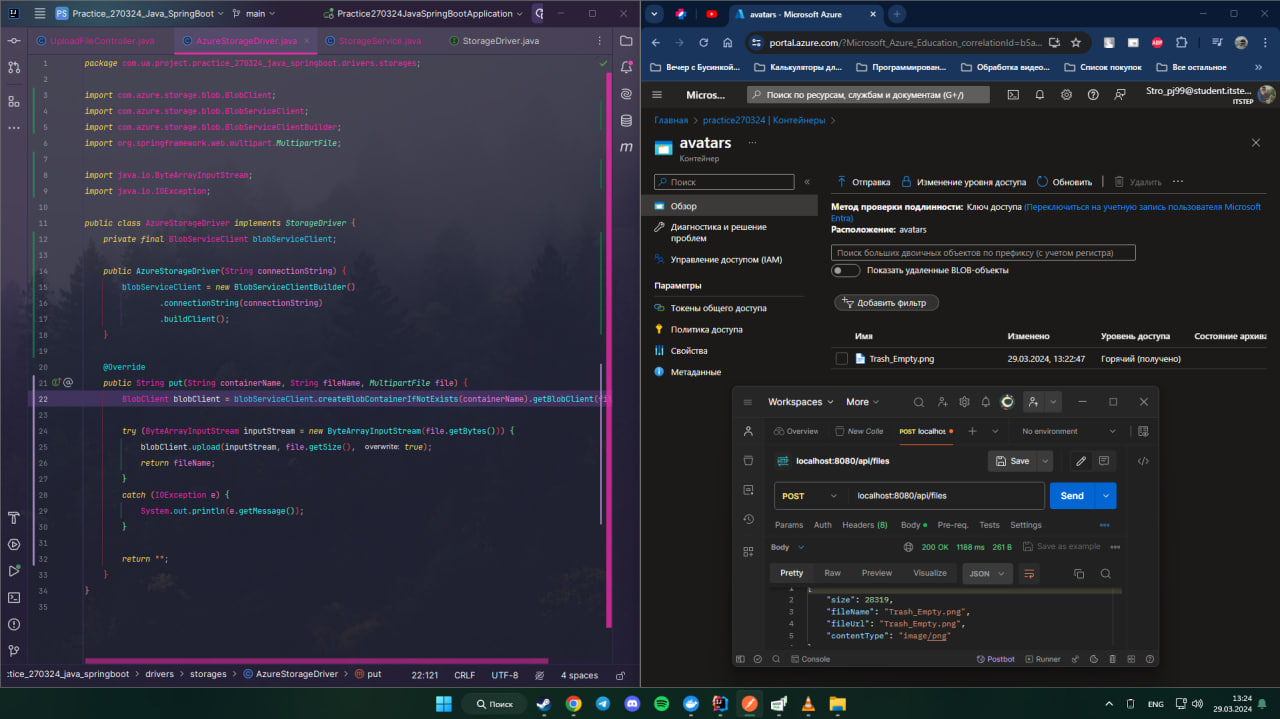 PS Practice_270324_Java_SpringBoot
main
Practice270324JavaSpringBootApplication
UploadFileController.java
AzureStorageDriver.java
StorageService.java
StorageDriver.java
1 package com.ua.project.practice_270324_java_springboot.drivers.storages;
2
3 import com.azure.storage.blob.BlobClient;
4 import com.azure.storage.blob.BlobServiceClient;
5 import com.azure.storage.blob.BlobServiceClientBuilder;
6 import org.springframework.web.multipart.MultipartFile;
7
8 import java.io.ByteArrayInputStream;
9 import java.io.IOException;
10
11 public class AzureStorageDriver implements StorageDriver {
12 private final BlobServiceClient blobServiceClient;
13
14 public AzureStorageDriver(String connectionString) {
15 blobServiceClient = new BlobServiceClientBuilder()
16 .connectionString(connectionString)
17 .buildClient();
18 }
19
20 @Override
21 public String put(String containerName, String fileName, MultipartFile file) {
22 BlobClient blobClient = blobServiceClient.createBlobContainerIfNotExists(containerName).getBlobClient(fi
23
24 try (ByteArrayInputStream inputStream = new ByteArrayInputStream(file.getBytes())) {
25 blobClient.upload(inputStream, file.getSize(), overwrite: true);
26 return fileName;
27 }
28 catch (IOException e) {
29 System.out.println(e.getMessage());
30 }
31
32 return "";
33 }
34 }
35
:tice_270324_java_springboot > drivers > storages > AzureStorageDriver > put
22:121 CRLF UTF-8 4 spaces
avatars - Microsoft Azure
portal.azure.com/?Microsoft_Azure_Education_correlationId=b5a...
Вечер с Бусинкой...
Калькуляторы дл...
Программирован...
Обработка видео...
Список покупок
Все остальное
Micros...
Поиск по ресурсам, службам и документам (G+/)
Stro_pj99@student.itste...
ITSTEP
Главная > practice270324 | Контейнеры >
avatars ...
Контейнер
Поиск
Обзор
Диагностика и решение
проблем
Управление доступом (IAM)
Параметры
Токены общего доступа
Политика доступа
Свойства
Метаданные
Отправка
Изменение уровня доступа
Обновить
Удалить
Метод проверки подлинности: Ключ доступа (Переключиться на учетную запись пользователя Microsoft
Entra)
Расположение: avatars
Поиск больших двоичных объектов по префиксу (с учетом регистра)
Показать удаленные BLOB-объекты
Добавить фильтр
Имя Изменено Уровень доступа Состояние архива
Trash_Empty.png 29.03.2024, 13:22:47 Горячий (получено)
Workspaces More
Overview
New Colle
POST localhos
No environment
localhost:8080/api/files
Save
POST localhost:8080/api/files Send
Params Auth Headers (8) Body Pre-req. Tests Settings
Body 200 OK 1188 ms 261 B Save as example
Pretty Raw Preview Visualize JSON
1 {
2 "size": 28319,
3 "fileName": "Trash_Empty.png",
4 "fileUrl": "Trash_Empty.png",
5 "contentType": "image/png"
Console Postbot Runner
Поиск
ENG
13:24
29.03.2024